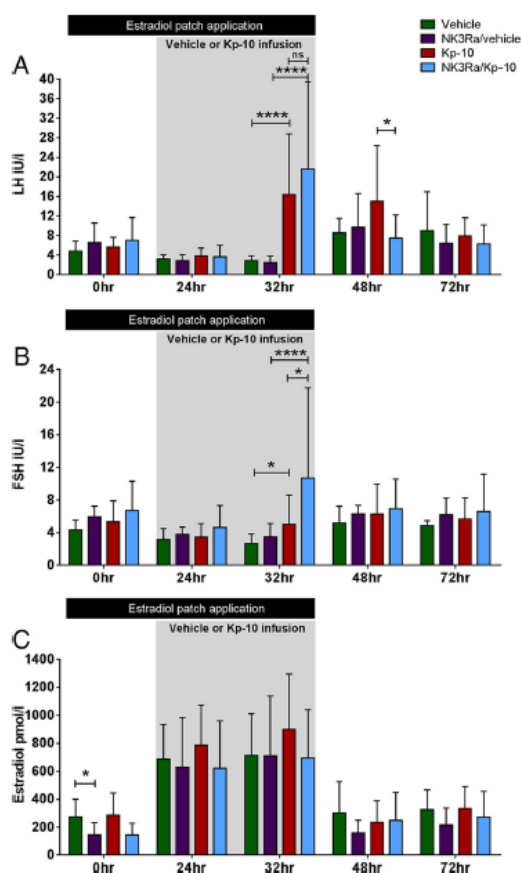 Estradiol patch application
Vehicle or Kp-10 infusion
Vehicle
NK3Ra/vehicle
Kp-10
NK3Ra/Kp-10
A
ns
****
****
*
LH iU/i
40
36
32
28
24
20
16
12
8
4
0
0hr 24hr 32hr 48hr 72hr
Estradiol patch application
Vehicle or Kp-10 infusion
B
****
*
*
FSH iU/i
24
20
16
12
8
4
0
0hr 24hr 32hr 48hr 72hr
Estradiol patch application
Vehicle or Kp-10 infusion
C
*
Estradiol pmol/i
1400
1200
1000
800
600
400
200
0
0hr 24hr 32hr 48hr 72hr